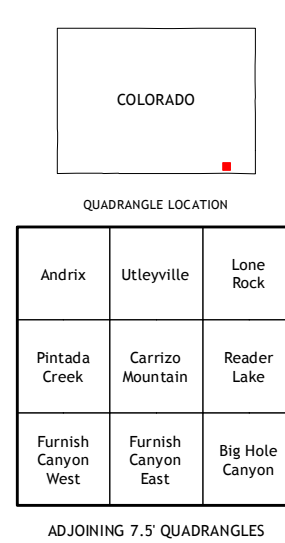 COLORADO
QUADRANGLE LOCATION
Andrix
Utleyville
Lone
Rock
Pintada
Creek
Carrizo
Mountain
Reader
Lake
Furnish
Canyon
West
Furnish
Canyon
East
Big Hole
Canyon
ADJOINING 7.5' QUADRANGLES